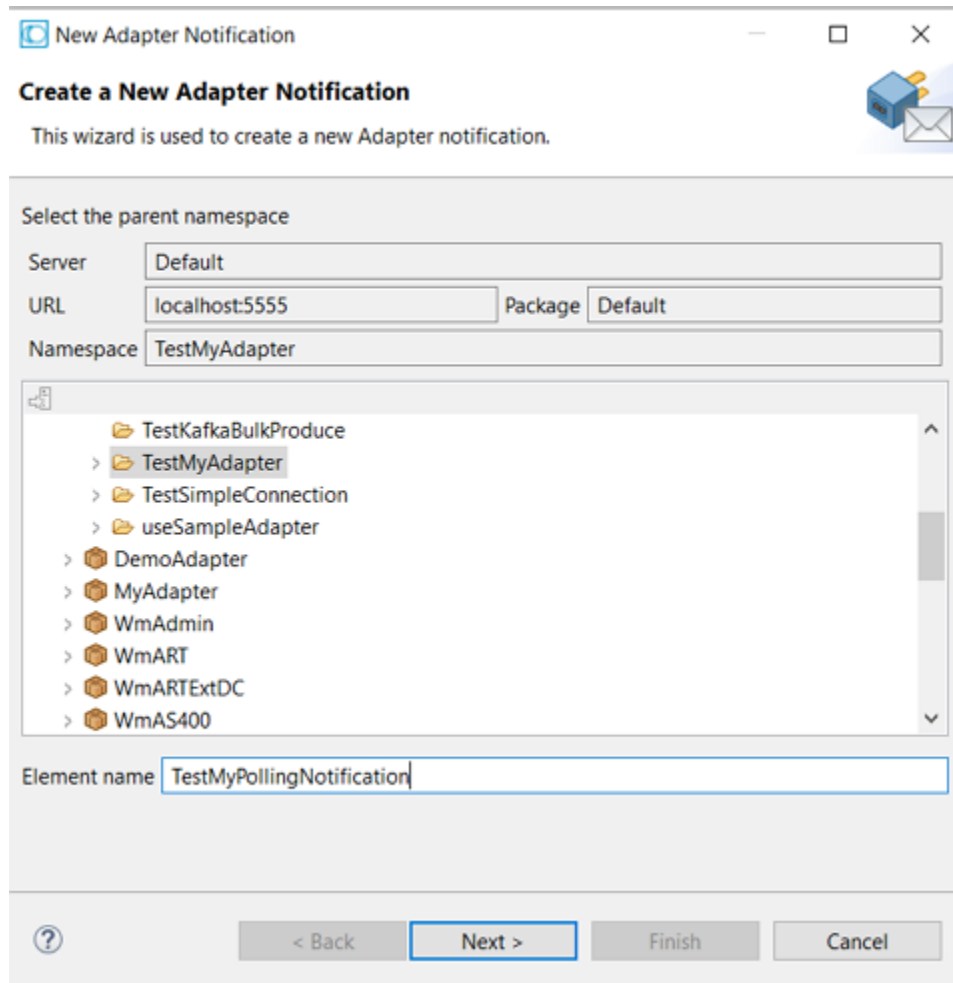 New Adapter Notification
Create a New Adapter Notification
This wizard is used to create a new Adapter notification.
Select the parent namespace
Server Default
URL localhost:5555 Package Default
Namespace TestMyAdapter
TestKafkaBulkProduce
TestMyAdapter
TestSimpleConnection
useSampleAdapter
DemoAdapter
MyAdapter
WmAdmin
WmART
WmARTExtDC
WmAS400
Element name TestMyPollingNotification
< Back Next > Finish Cancel